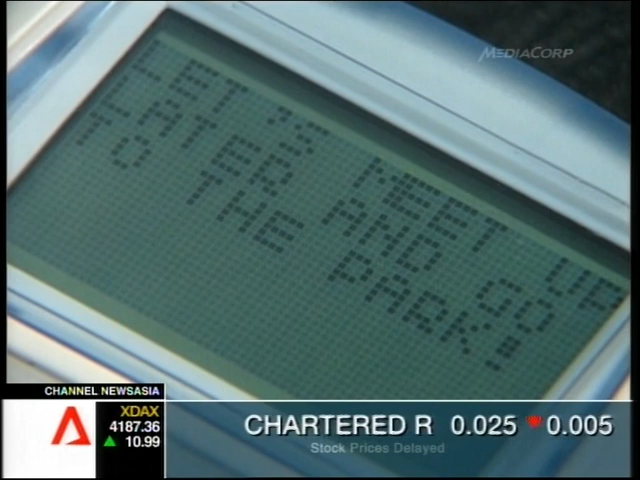 MEDIACORP
LET'S MEET UP
LATER AND GO
TO THE PARK!
CHANNEL NEWSASIA
XDAX
4187.36
10.99
CHARTERED R 0.025 0.005
Stock Prices Delayed